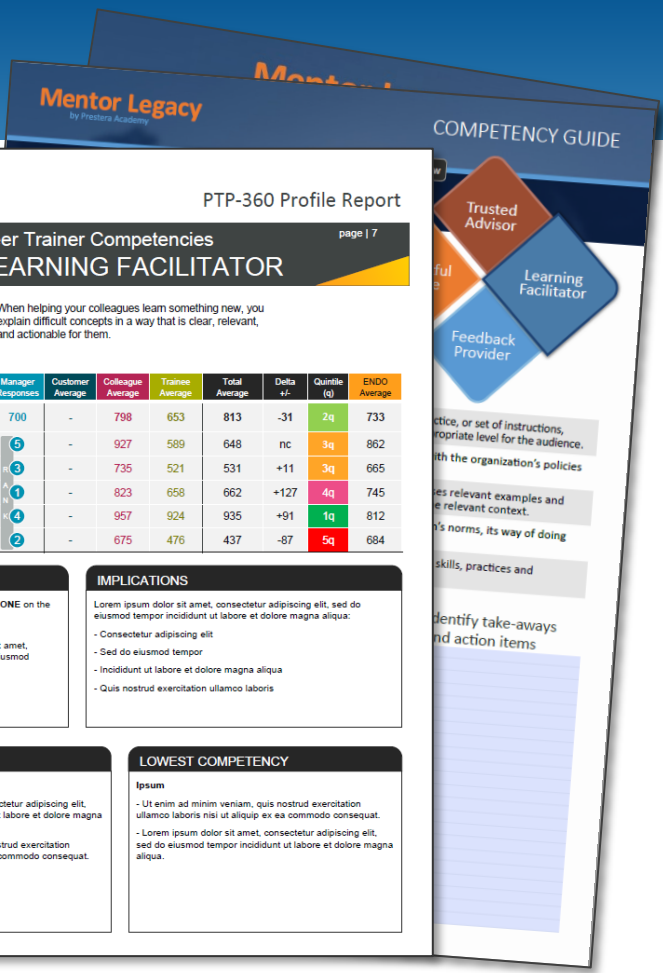 Mentor Legacy
by Prestera Academy
COMPETENCY GUIDE
Trusted
Advisor
Learning
Facilitator
Feedback
Provider
PTP-360 Profile Report
er Trainer Competencies
page | 7
EARNING FACILITATOR
When helping your colleagues learn something new, you
explain difficult concepts in a way that is clear, relevant,
and actionable for them.
Manager Responses Customer Average Colleague Average Trainee Average Total Average Delta +/- Quintile (q) ENDO Average
700 - 798 653 813 -31 2q 733
5 - 927 589 648 nc 3q 862
R 3 - 735 521 531 +11 3q 665
A 1 - 823 658 662 +127 4q 745
N
K 4 - 957 924 935 +91 1q 812
2 - 675 476 437 -87 5q 684
ctice, or set of instructions,
ropriate level for the audience.
ith the organization's policies
ses relevant examples and
e relevant context.
n's norms, its way of doing
skills, practices and
dentify take-aways
nd action items
ONE on the
t amet,
usmod
IMPLICATIONS
Lorem ipsum dolor sit amet, consectetur adipiscing elit, sed do
eiusmod tempor incididunt ut labore et dolore magna aliqua:
- Consectetur adipiscing elit
- Sed do eiusmod tempor
- Incididunt ut labore et dolore magna aliqua
- Quis nostrud exercitation ullamco laboris
ctetur adipiscing elit,
t labore et dolore magna
strud exercitation
commodo consequat.
LOWEST COMPETENCY
Ipsum
- Ut enim ad minim veniam, quis nostrud exercitation
ullamco laboris nisi ut aliquip ex ea commodo consequat.
- Lorem ipsum dolor sit amet, consectetur adipiscing elit,
sed do eiusmod tempor incididunt ut labore et dolore magna
aliqua.